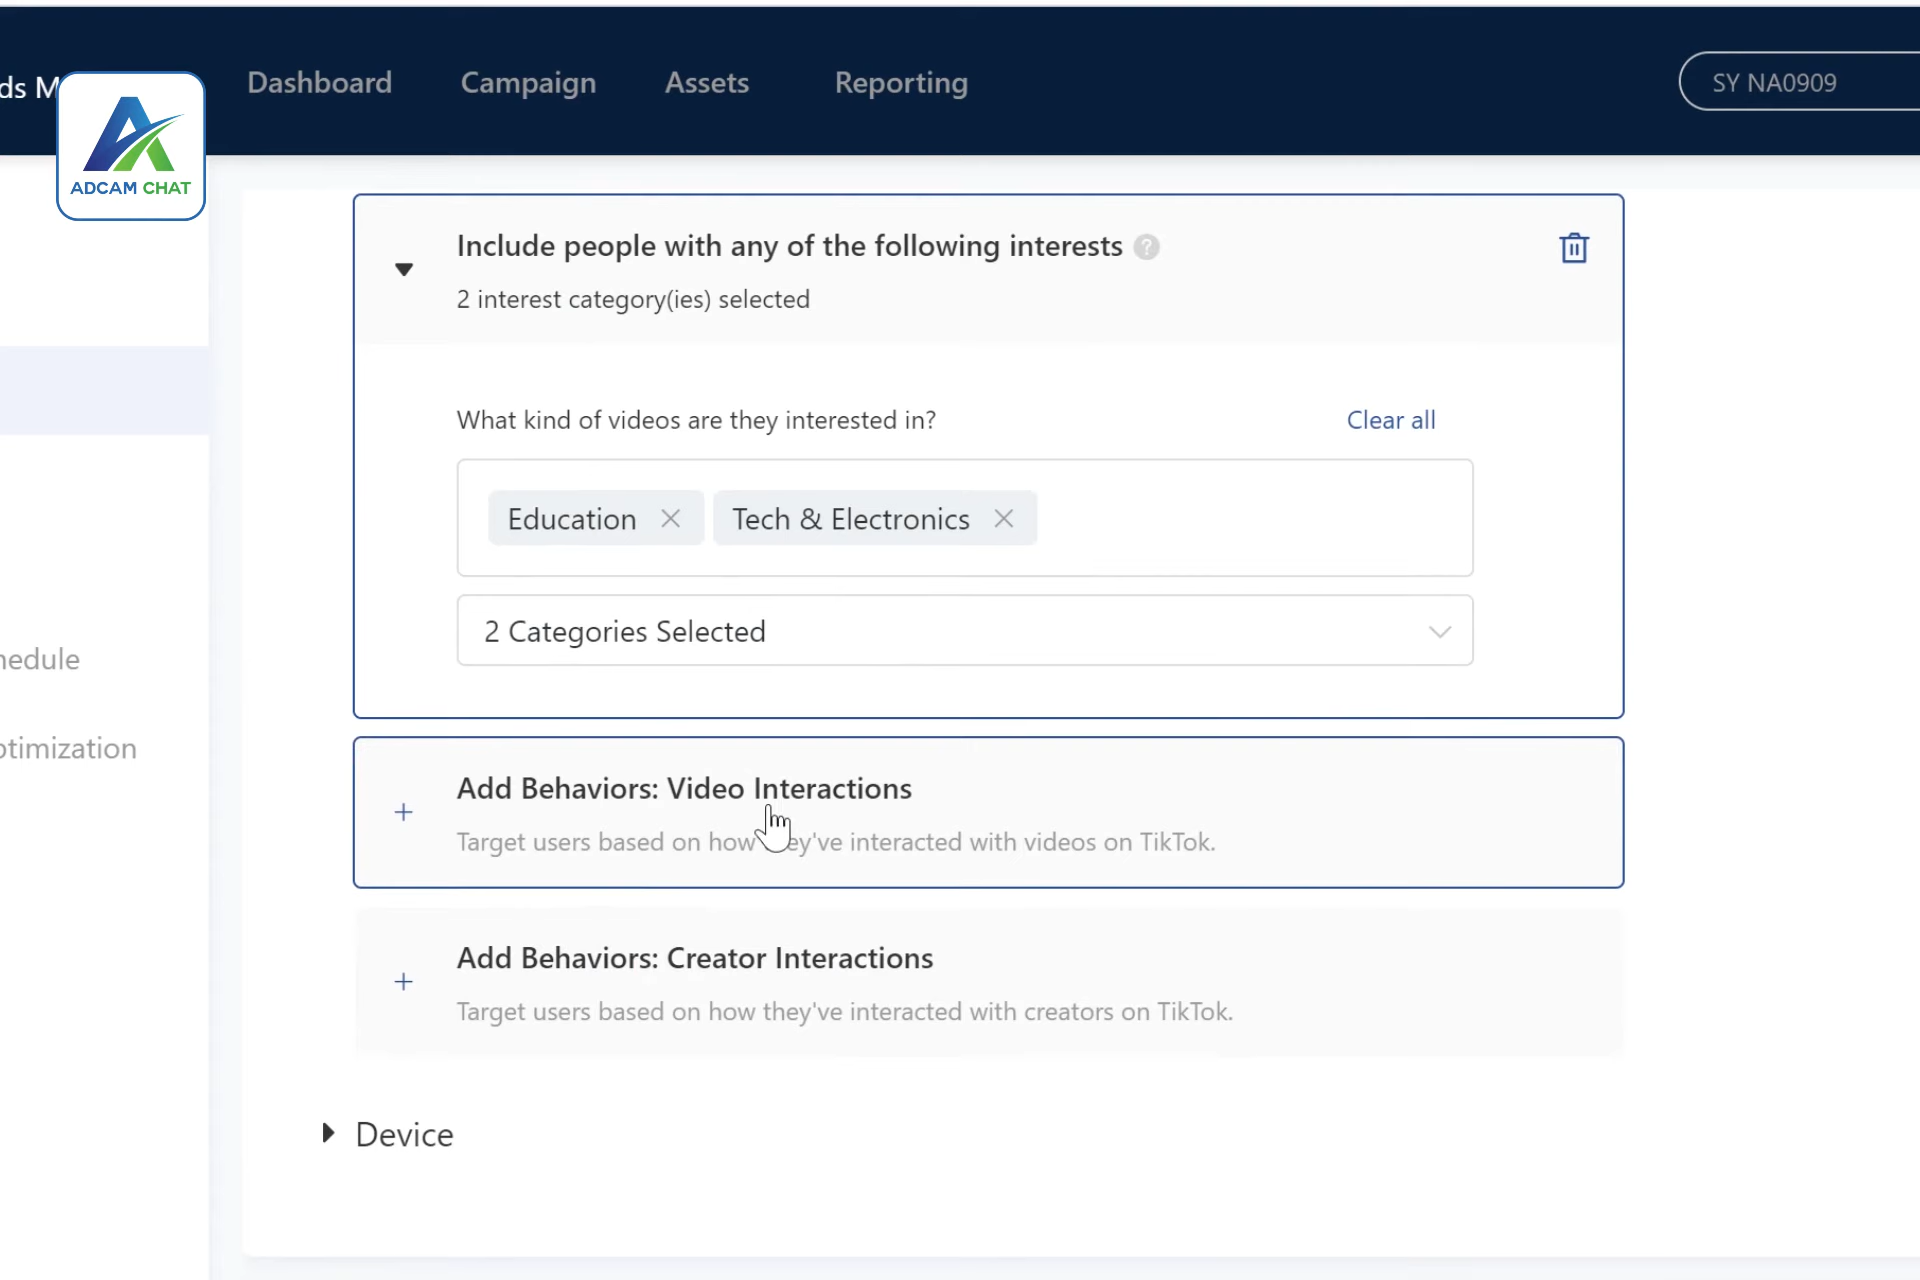 ds M
Dashboard
Campaign
Assets
Reporting
SY NA0909
ADCAM CHAT
Include people with any of the following interests ?
2 interest category(ies) selected
What kind of videos are they interested in?
Clear all
Education
Tech & Electronics
2 Categories Selected
hedule
ptimization
Add Behaviors: Video Interactions
Target users based on how they've interacted with videos on TikTok.
Add Behaviors: Creator Interactions
Target users based on how they've interacted with creators on TikTok.
Device